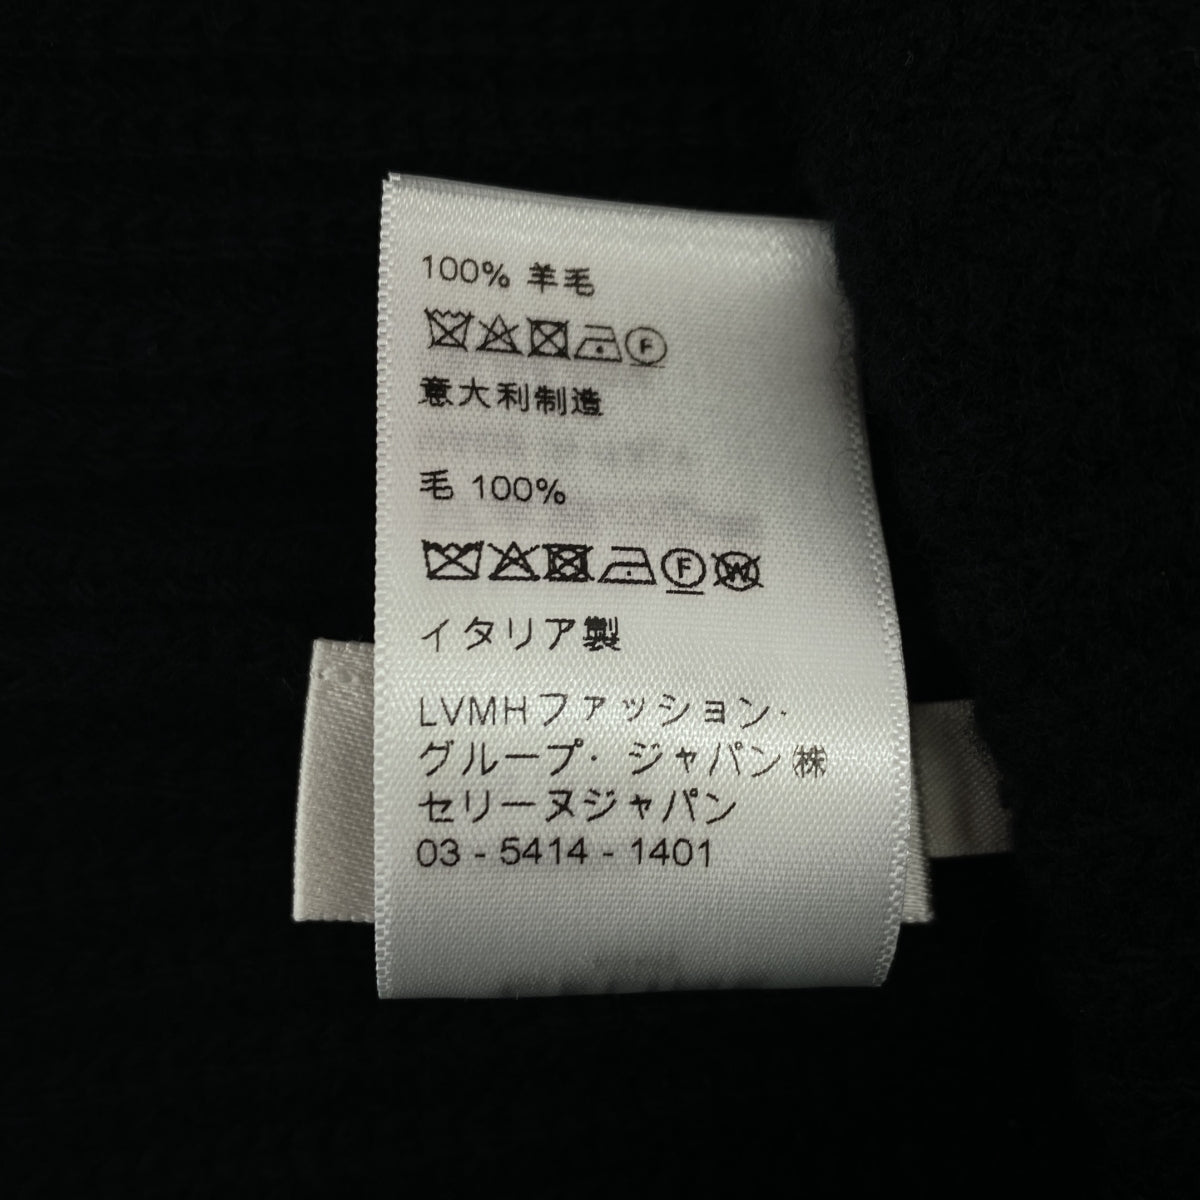 100% 羊毛
F
意大利制造
毛 100%
F W
イタリア製
LVMHファッション・
グループ・ジャパン㈱
セリーヌジャパン
03 - 5414 - 1401